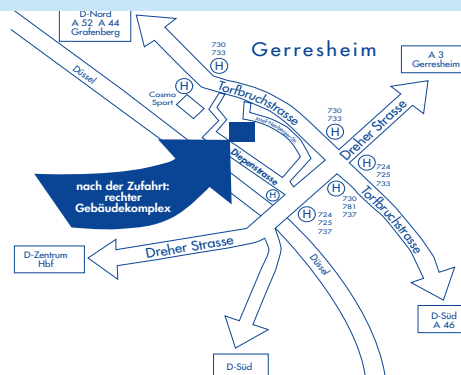 D-Nord
A 52 A 44
Grafenberg
730
733
H
Gerresheim
A 3
Gerresheim
Düssel
H
Cosmo
Sport
Torfbruchstrasse
730
733
H
Dreher Strasse
Diepenstrasse
H
724
725
733
nach der Zufahrt:
rechter
Gebäudekomplex
H
H
730
781
737
Torfbruchstrasse
H
724
725
737
Dreher Strasse
D-Zentrum
Hbf
Düssel
D-Süd
A 46
D-Süd